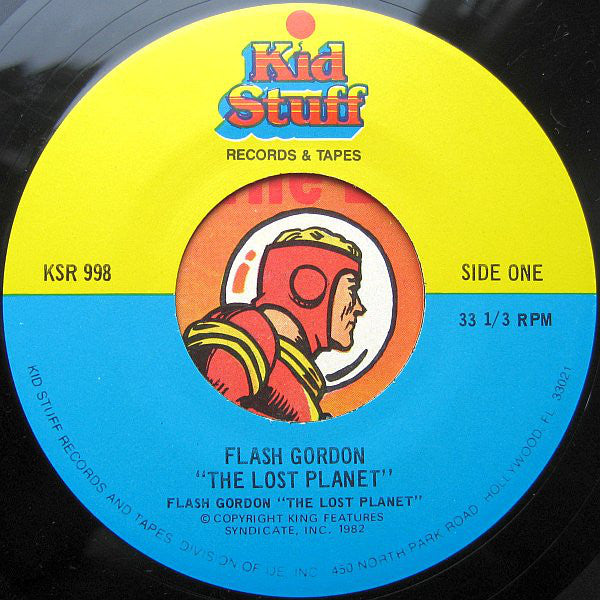 Kid
Stuff
RECORDS & TAPES
KSR 998
SIDE ONE
33 1/3 RPM
FLASH GORDON
"THE LOST PLANET"
FLASH GORDON "THE LOST PLANET"
© COPYRIGHT KING FEATURES
SYNDICATE, INC. 1982
KID STUFF RECORDS AND TAPES, DIVISION OF IJE, INC. 450 NORTH PARK ROAD HOLLYWOOD, FL 33021